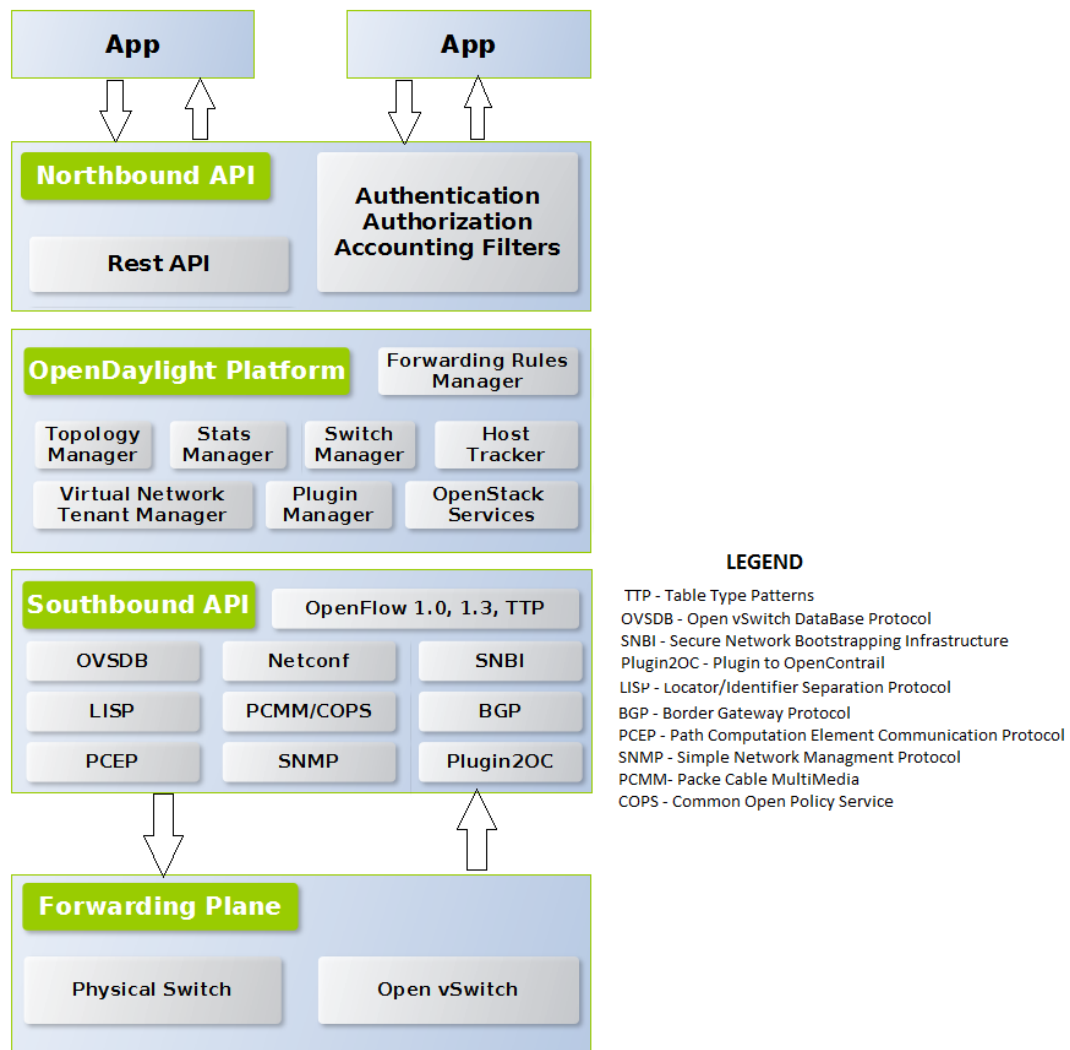 App
App
Northbound API
Authentication
Authorization
Accounting Filters
Rest API
OpenDaylight Platform
Forwarding Rules
Manager
Topology
Manager
Stats
Manager
Switch
Manager
Host
Tracker
Virtual Network
Tenant Manager
Plugin
Manager
OpenStack
Services
Southbound API
OpenFlow 1.0, 1.3, TTP
OVSDB
Netconf
SNBI
LISP
PCMM/COPS
BGP
PCEP
SNMP
Plugin2OC
Forwarding Plane
Physical Switch
Open vSwitch
LEGEND
TTP - Table Type Patterns
OVSDB - Open vSwitch DataBase Protocol
SNBI - Secure Network Bootstrapping Infrastructure
Plugin2OC - Plugin to OpenContrail
LISP - Locator/Identifier Separation Protocol
BGP - Border Gateway Protocol
PCEP - Path Computation Element Communication Protocol
SNMP - Simple Network Managment Protocol
PCMM- Packe Cable MultiMedia
COPS - Common Open Policy Service